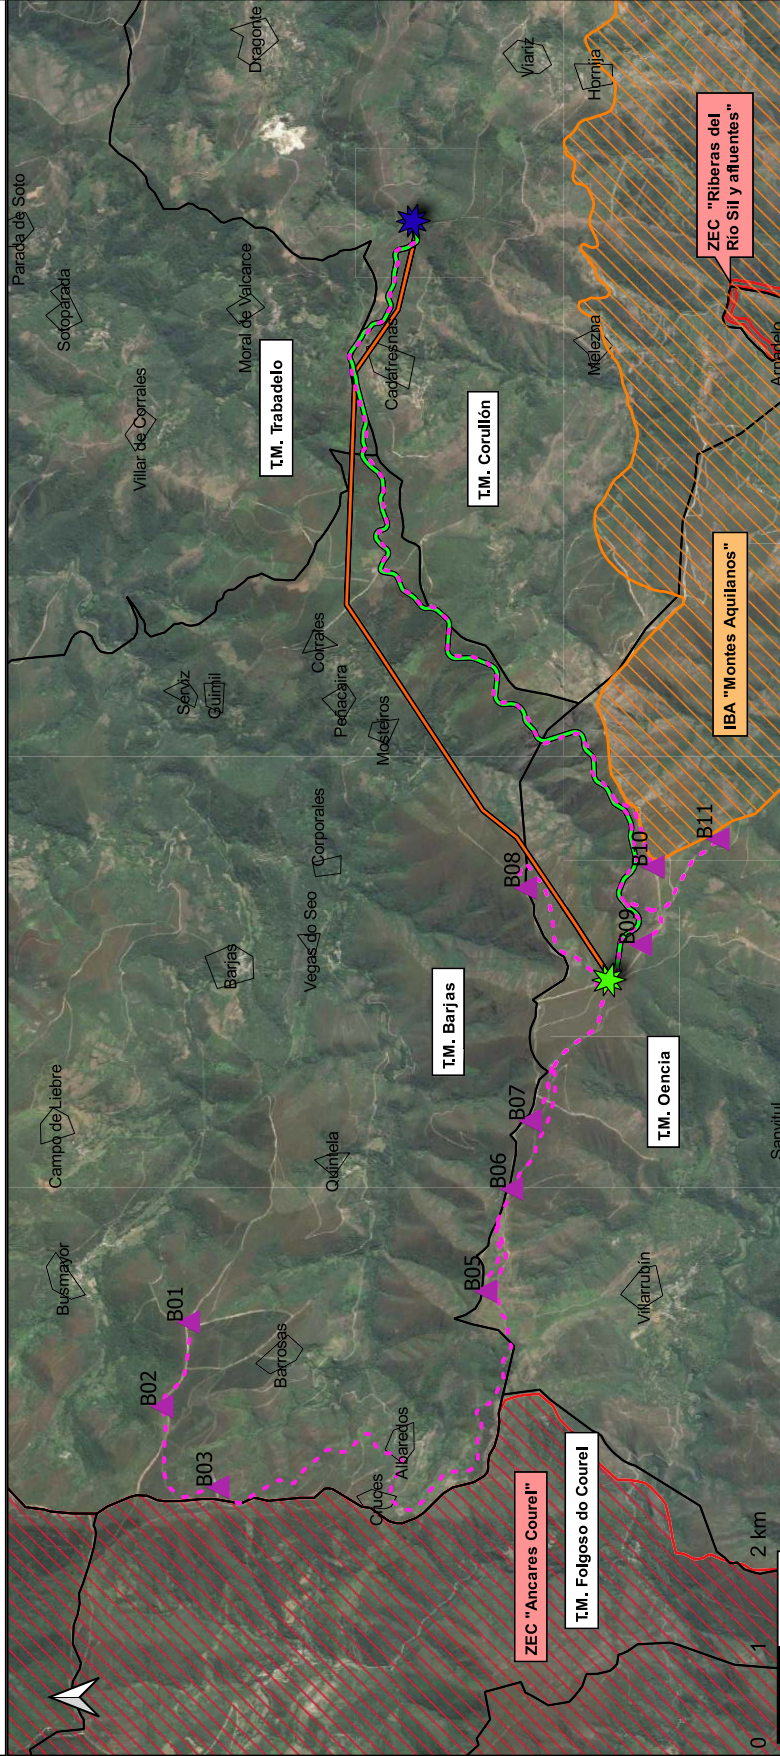 Parada de Soto
Campo de Liebre
Busmayor
Sotoparada
Villar de Corrales
B02
B01
Serviz
B03
Guimil
Barjas
Moral de Valcarce
Dragonte
T.M. Trabadelo
Barrosas
Vegas do Seo
Corrales
Corporales
Quintela
Peñacaira
Cruces
Mosteiros
Cadafresnas
Albaredos
T.M. Barjas
B05
T.M. Corullón
B06
B08
B07
Viariz
ZEC "Ancares Courel"
T.M. Folgoso do Courel
Hornija
Melezna
B09
B10
Villarrubín
T.M. Oencia
B11
ZEC "Riberas del
Río Sil y afluentes"
IBA "Montes Aquilanos"
0 1 2 km